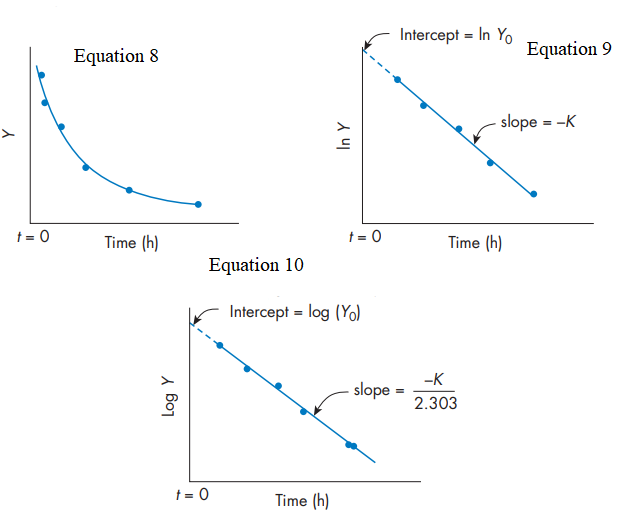 Equation 8
Y
t = 0
Time (h)
Intercept = ln Y₀
Equation 9
slope = –K
ln Y
t = 0
Time (h)
Equation 10
Intercept = log (Y₀)
slope = –K
2.303
Log Y
t = 0
Time (h)